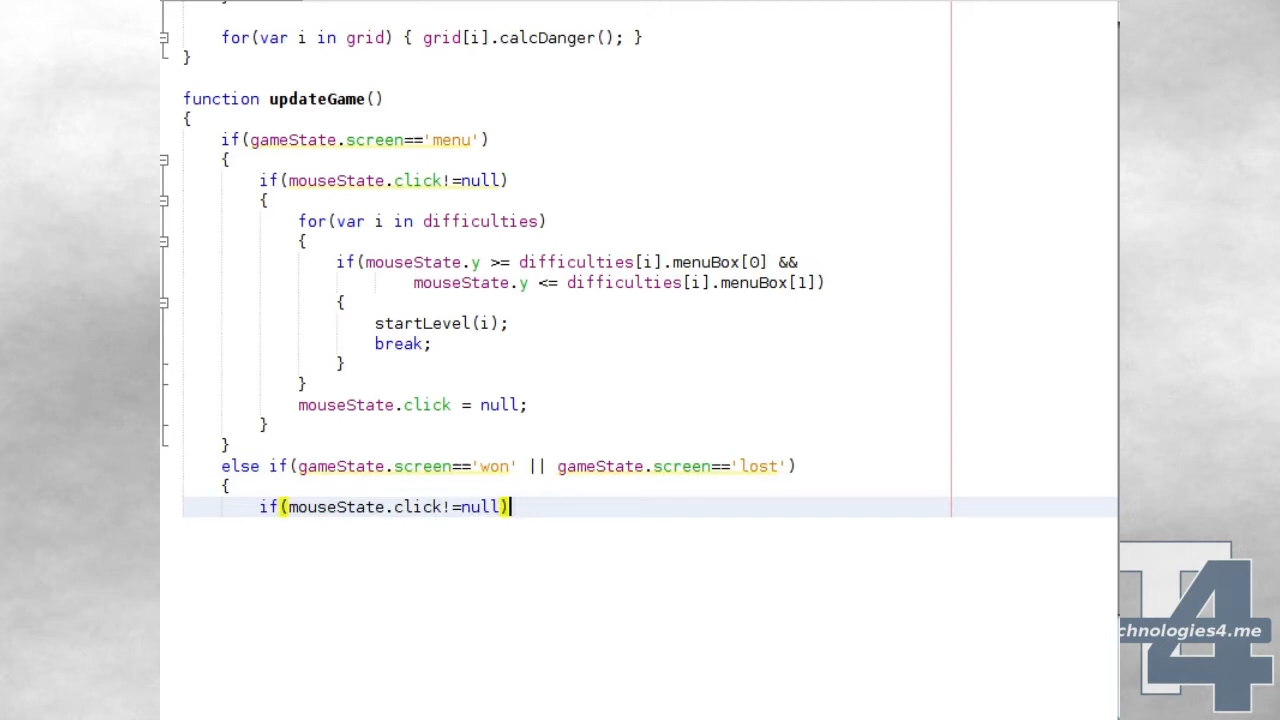 for(var i in grid) { grid[i].calcDanger(); }
}
function updateGame()
{
if(gameState.screen=='menu')
{
if(mouseState.click!=null)
{
for(var i in difficulties)
{
if(mouseState.y >= difficulties[i].menuBox[0] &&
mouseState.y <= difficulties[i].menuBox[1])
{
startLevel(i);
break;
}
}
mouseState.click = null;
}
}
else if(gameState.screen=='won' || gameState.screen=='lost')
{
if(mouseState.click!=null)
T4
chnologies4.me